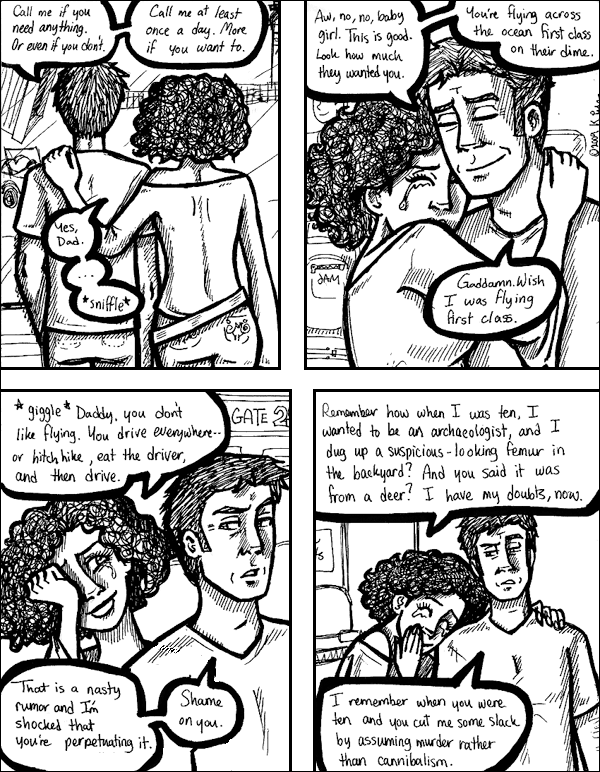 Call me if you
need anything.
Or even if you don't.
Call me at least
once a day. More
if you want to.
Yes,
Dad.
...
*sniffle*
Aw, no, no, baby
girl. This is good.
Look how much
they wanted you.
You're flying across
the ocean first class
on their dime.
Goddamn. Wish
I was flying
first class.
JAM
©2009
*giggle* Daddy, you don't
like flying. You drive everywhere--
or hitchhike, eat the driver,
and then drive.
GATE 2
That is a nasty
rumor and I'm
shocked that
you're perpetuating it.
Shame
on you.
Remember how when I was ten, I
wanted to be an archaeologist, and I
dug up a suspicious-looking femur in
the backyard? And you said it was
from a deer? I have my doubts, now.
I remember when you were
ten and you cut me some slack
by assuming murder rather
than cannibalism.